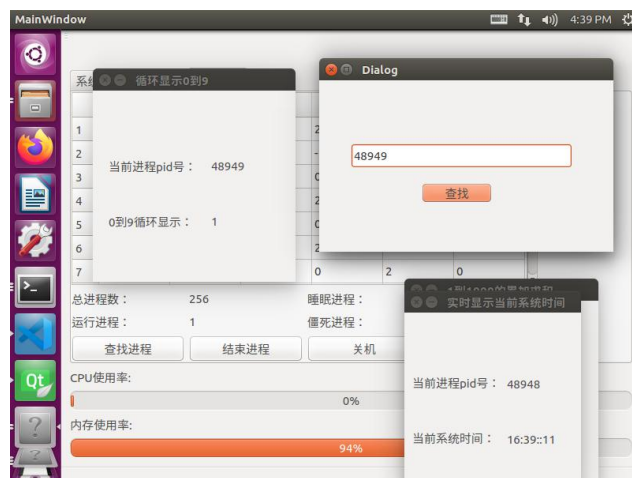 MainWindow
4:39 PM
Dialog
系
循环显示0到9
1
2
3
4
5
6
7 0 2 0
当前进程pid号： 48949
0到9循环显示： 1
48949
查找
总进程数： 256 睡眠进程：
运行进程： 1 僵死进程：
查找进程 结束进程 关机
实时显示当前系统时间
当前进程pid号： 48948
当前系统时间： 16:39::11
CPU使用率:
0%
内存使用率:
94%
Qt